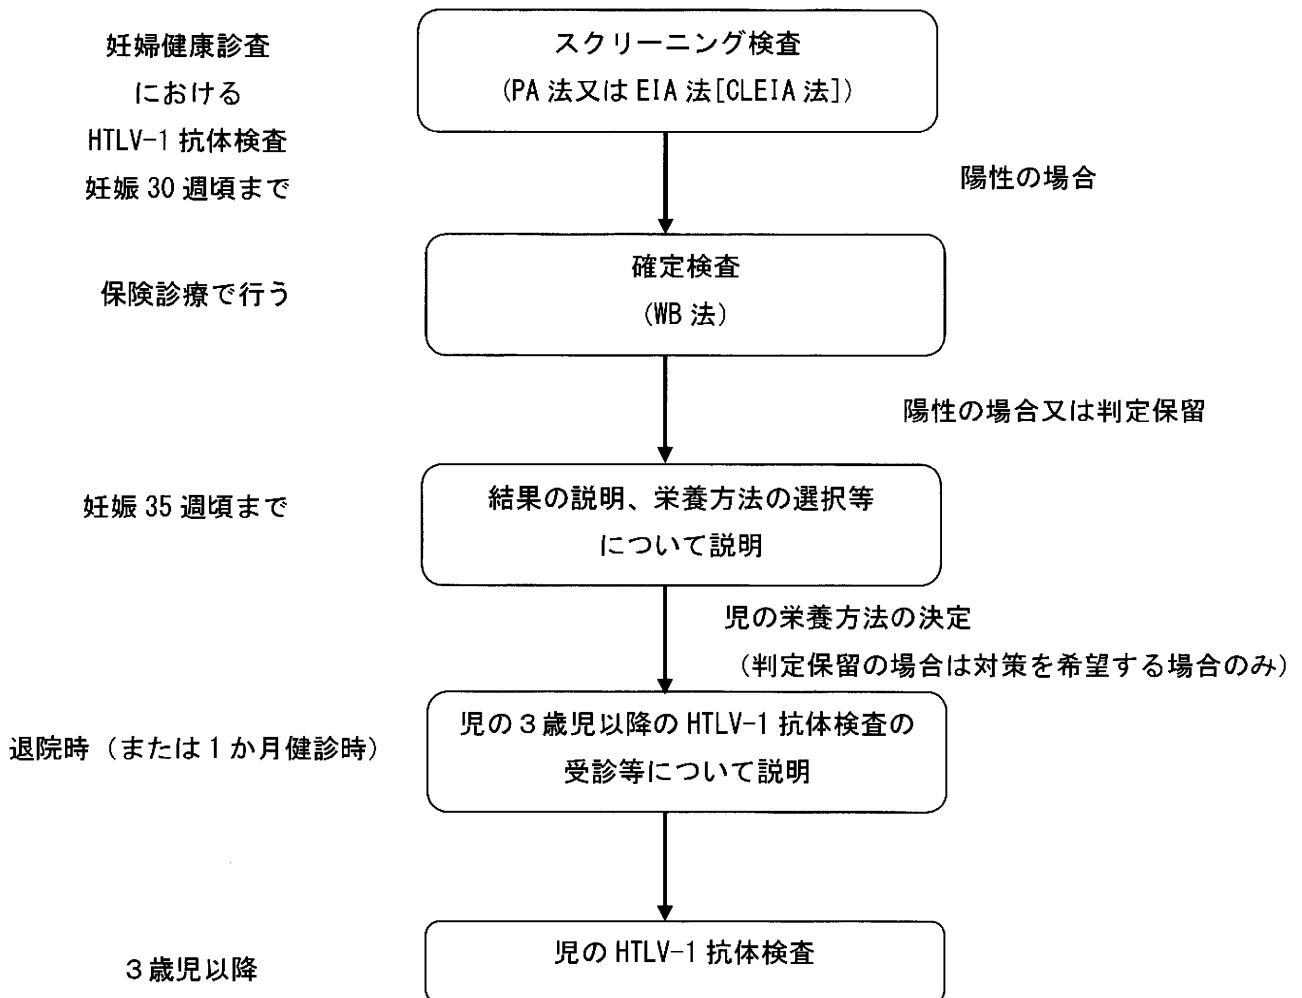 妊婦健康診査
における
HTLV-1 抗体検査
妊娠 30 週頃まで
スクリーニング検査
(PA 法又は EIA 法[CLEIA 法])
陽性の場合
保険診療で行う
確定検査
(WB 法)
陽性の場合又は判定保留
妊娠 35 週頃まで
結果の説明、栄養方法の選択等
について説明
児の栄養方法の決定
(判定保留の場合は対策を希望する場合のみ)
退院時（または 1 か月健診時）
児の３歳児以降の HTLV-1 抗体検査の
受診等について説明
３歳児以降
児の HTLV-1 抗体検査